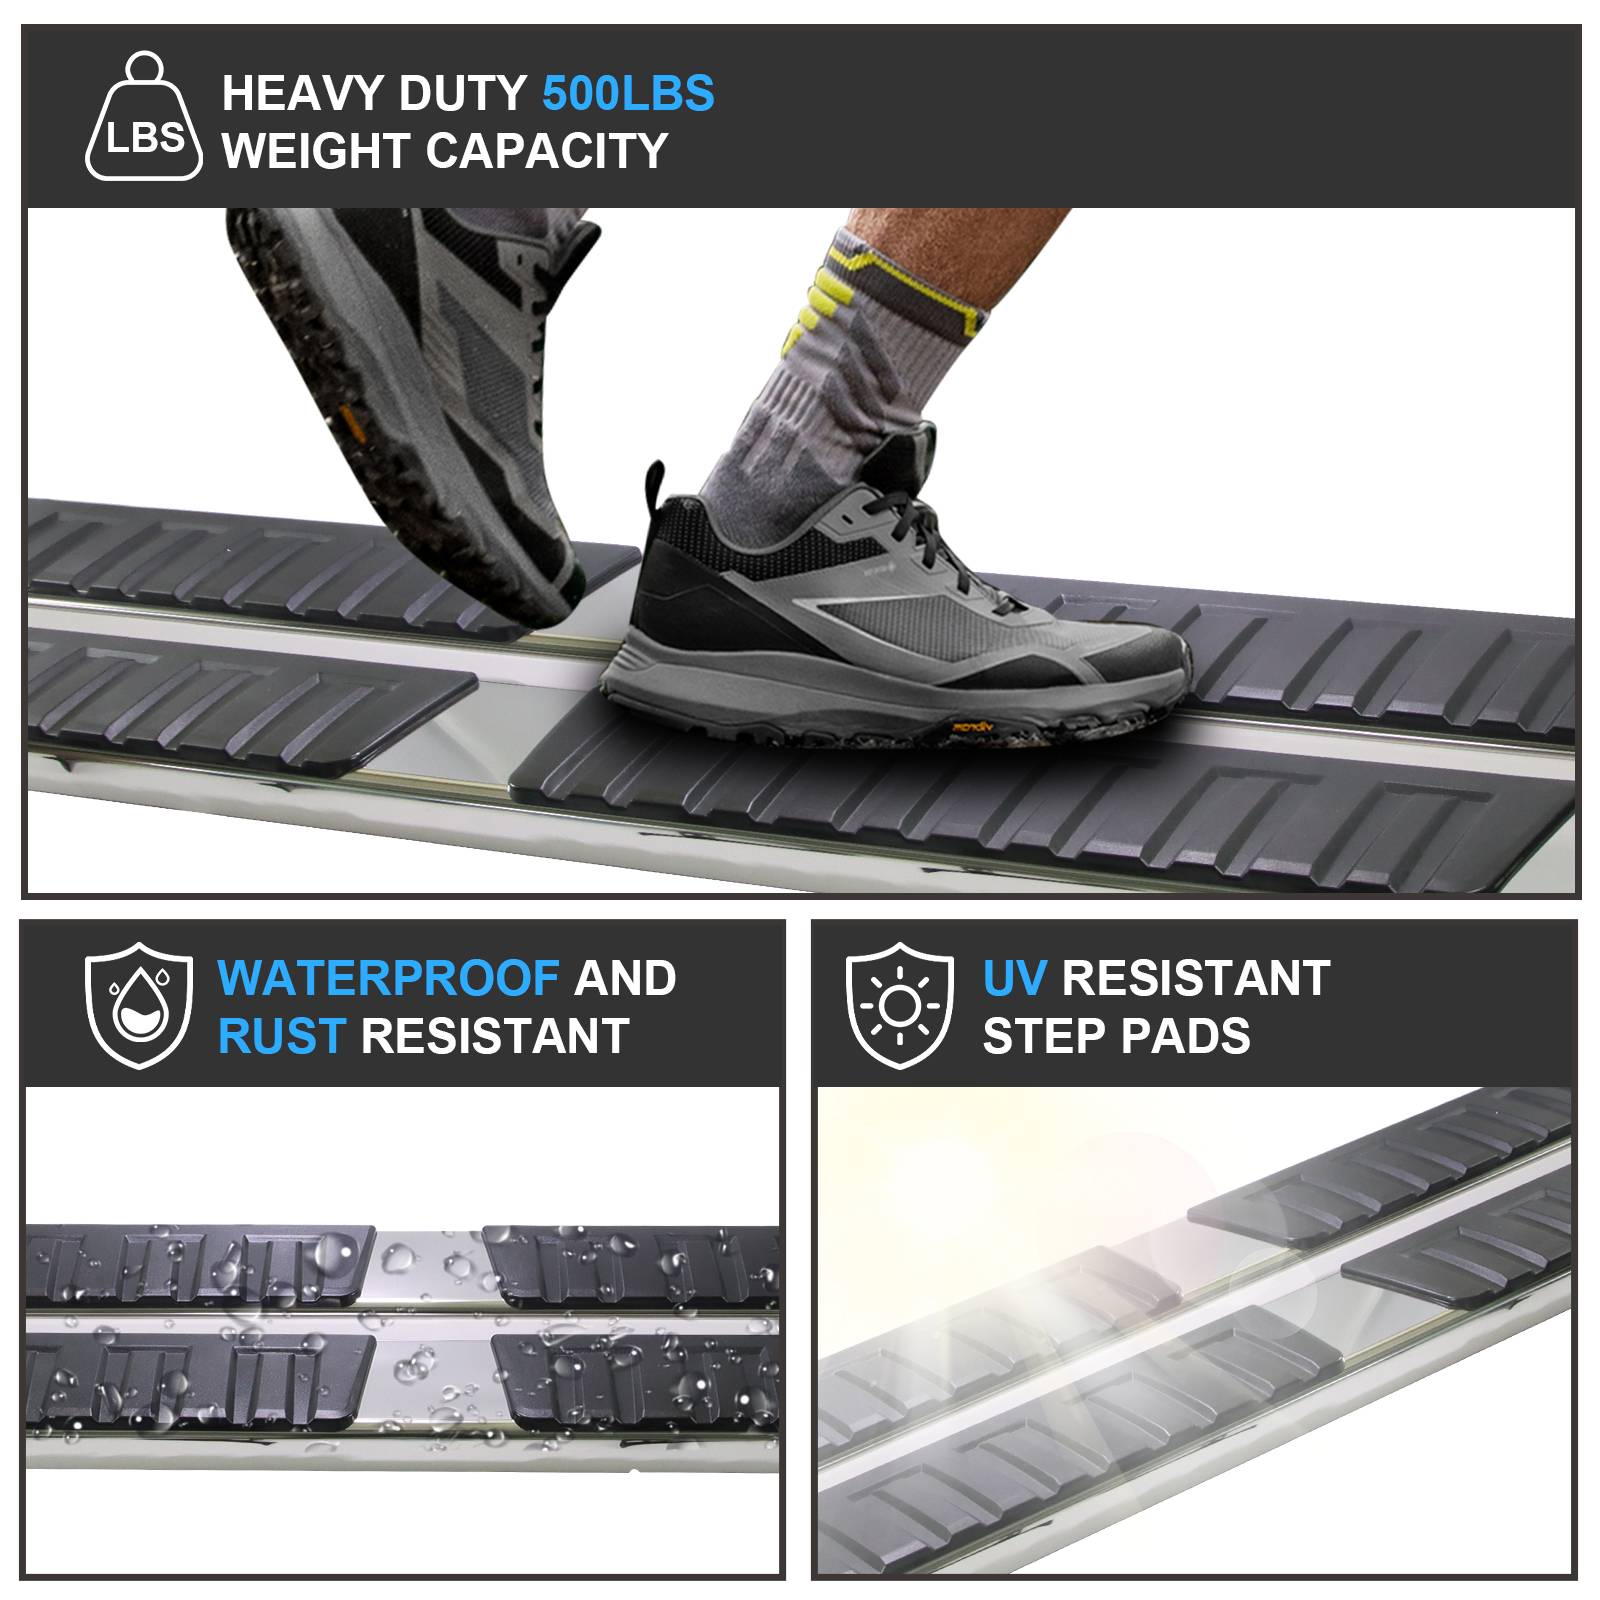 LBS
HEAVY DUTY 500LBS
WEIGHT CAPACITY
WATERPROOF AND
RUST RESISTANT
UV RESISTANT
STEP PADS